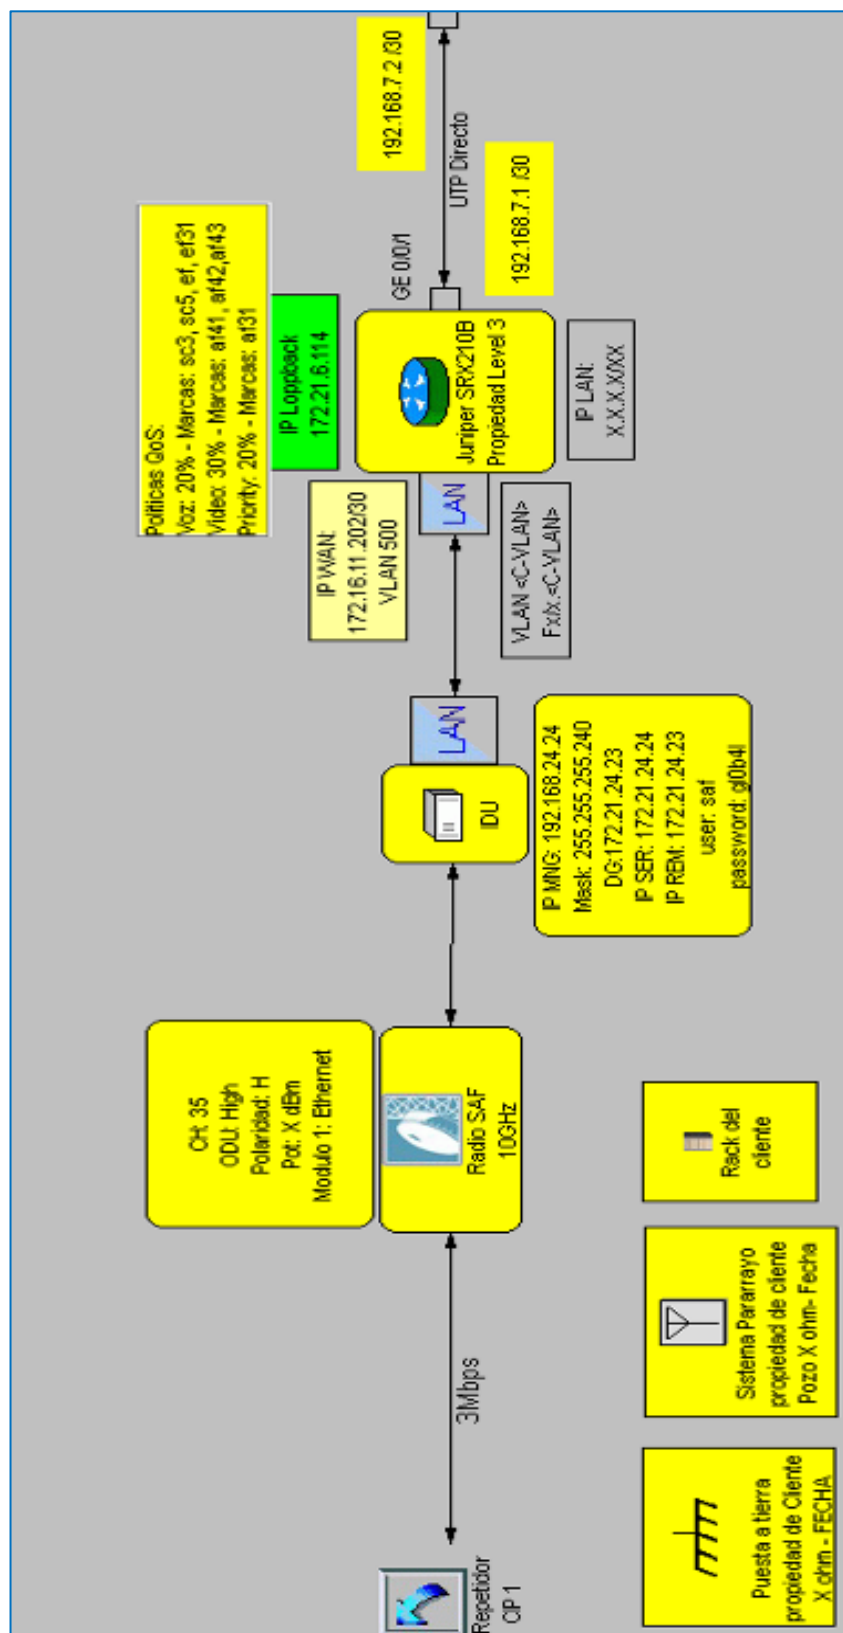 Repetidor
CIP 1
3Mbps
CH: 35
ODU: High
Polaridad: H
Pot: X dBm
Modulo 1: Ethernet
Radio SAF
10GHz
IDU
IP MNG: 192.168.24.24
Mask: 255.255.255.240
DG:172.21.24.23
IP SER: 172.21.24.24
IP REM: 172.21.24.23
user: saf
password: gl0b4l
LAN
LAN
IP WAN:
172.16.11.202/30
VLAN 500
VLAN <C-VLAN>
Fx/x.<C-VLAN>
Políticas QoS:
Voz: 20% - Marcas: sc3, sc5, ef, ef31
Video: 30% - Marcas: af41, af42,af43
Priority: 20% - Marcas: af31
IP Loppback
172.21.6.114
Juniper SRX210B
Propiedad Level 3
IP LAN:
X.X.X.X/XX
GE 0/0/1
192.168.7.2 /30
UTP Directo
192.168.7.1 /30
Puesta a tierra
propiedad de Cliente
X ohm - FECHA
Sistema Pararrayo
propiedad de cliente
Pozo X ohm- Fecha
Rack del
cliente